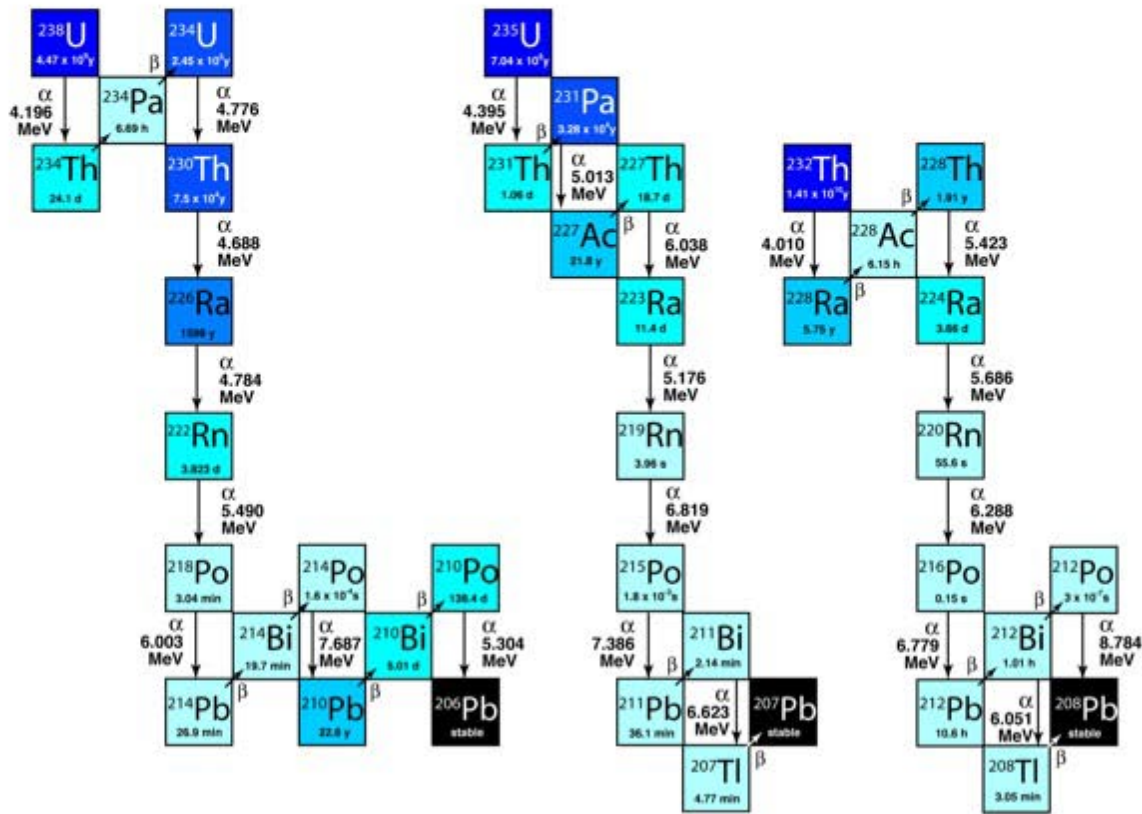 238U 234U 235U
4.47 x 10⁹y 2.45 x 10⁵y 7.04 x 10⁸y
β
α 234Pa α α 231Pa
4.196 MeV 6.69 h 4.776 MeV 4.395 MeV 3.28 x 10⁴y
β
234Th 230Th 231Th α 227Th 232Th 228Th
24.1 d 7.5 x 10⁴y 1.06 d 5.013 MeV 18.7 d 1.41 x 10¹⁰y 1.91 y
β
α 227Ac β α α 228Ac α
4.688 MeV 21.8 y 6.038 MeV 4.010 MeV 6.15 h 5.423 MeV
β
226Ra 223Ra 228Ra 224Ra
1599 y 11.4 d 5.75 y 3.66 d
α α α
4.784 MeV 5.176 MeV 5.686 MeV
222Rn 219Rn 220Rn
3.823 d 3.96 s 55.6 s
α α α
5.490 MeV 6.819 MeV 6.288 MeV
218Po 214Po 210Po 215Po 216Po 212Po
3.04 min 1.6 x 10⁻⁴s 138.4 d 1.8 x 10⁻³s 0.15 s 3 x 10⁻⁷s
β β β
α 214Bi α 210Bi α α 211Bi α 212Bi α
6.003 MeV 19.7 min 7.687 MeV 5.01 d 5.304 MeV 7.386 MeV 2.14 min 6.779 MeV 1.01 h 8.784 MeV
β β β β
214Pb 210Pb 206Pb 211Pb α 207Pb 212Pb α 208Pb
26.9 min 22.6 y stable 36.1 min 6.623 MeV stable 10.6 h 6.051 MeV stable
β β
207Tl 208Tl
4.77 min 3.05 min